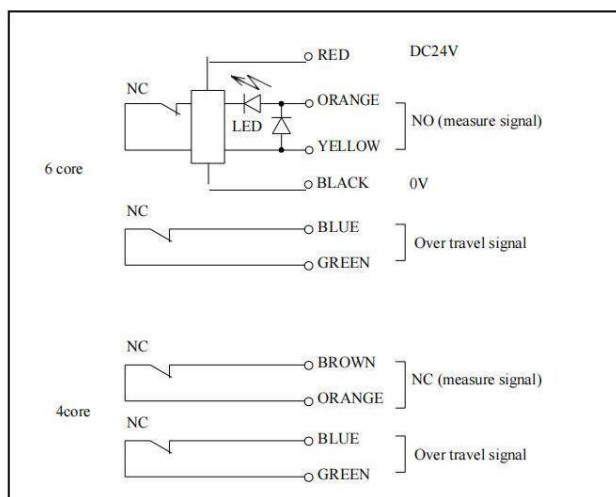 RED DC24V
NC
ORANGE
LED
NO (measure signal)
YELLOW
6 core
BLACK 0V
NC
BLUE
Over travel signal
GREEN
NC
BROWN
NC (measure signal)
ORANGE
4core
NC
BLUE
Over travel signal
GREEN